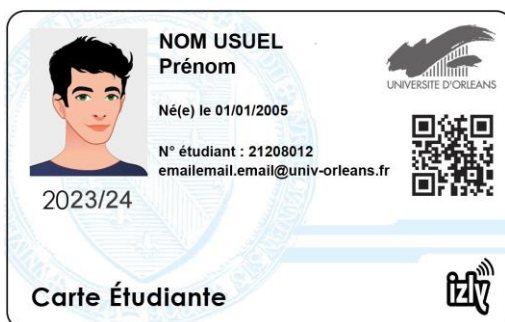 NOM USUEL
Prénom
UNIVERSITE D'ORLEANS
Né(e) le 01/01/2005
N° étudiant : 21208012
emailemail.email@univ-orleans.fr
2023/24
Carte Étudiante
izly